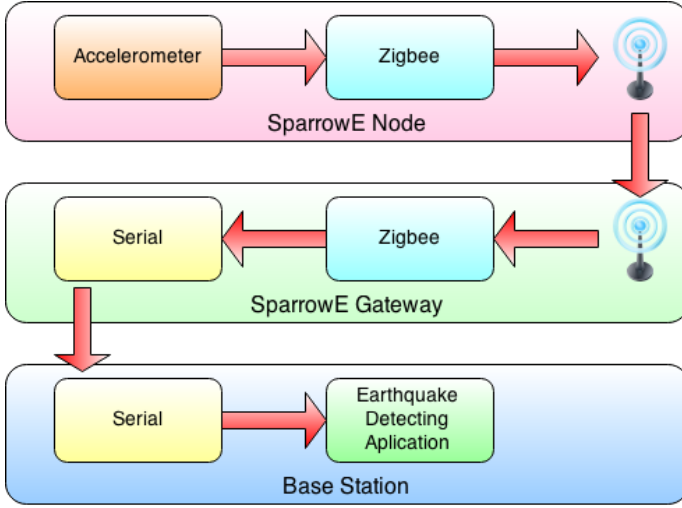 Accelerometer
Zigbee
SparrowE Node
Serial
Zigbee
SparrowE Gateway
Serial
Earthquake
Detecting
Aplication
Base Station